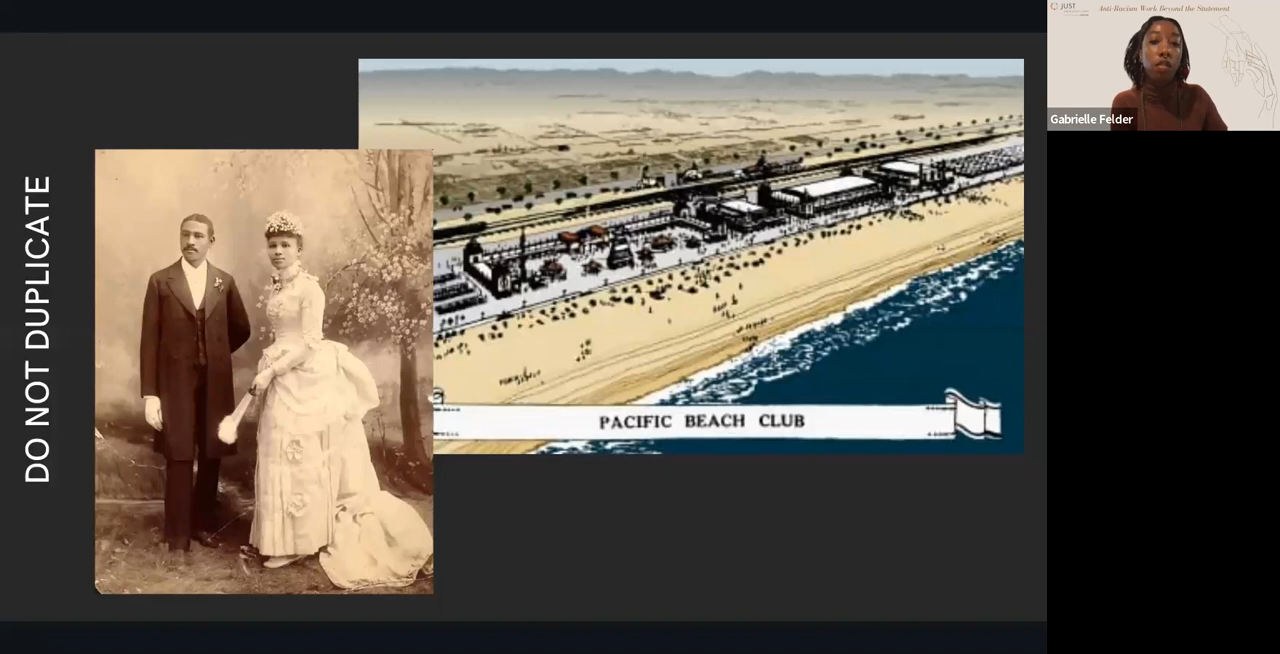 DO NOT DUPLICATE
PACIFIC BEACH CLUB
JUST
Anti-Racism Work Beyond the Statement
Gabrielle Felder